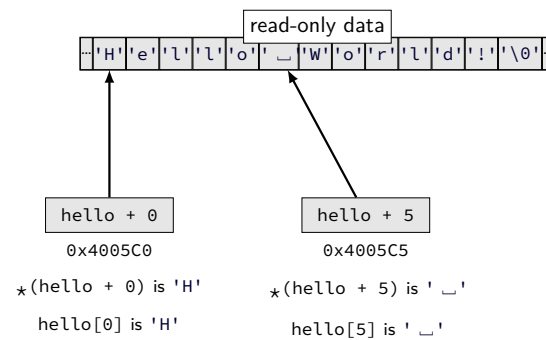 read-only data
... 'H' 'e' 'l' 'l' 'o' '␣' 'W' 'o' 'r' 'l' 'd' '!' '\0'
hello + 0 hello + 5
0x4005C0 0x4005C5
*(hello + 0) is 'H' *(hello + 5) is '␣'
hello[0] is 'H' hello[5] is '␣'